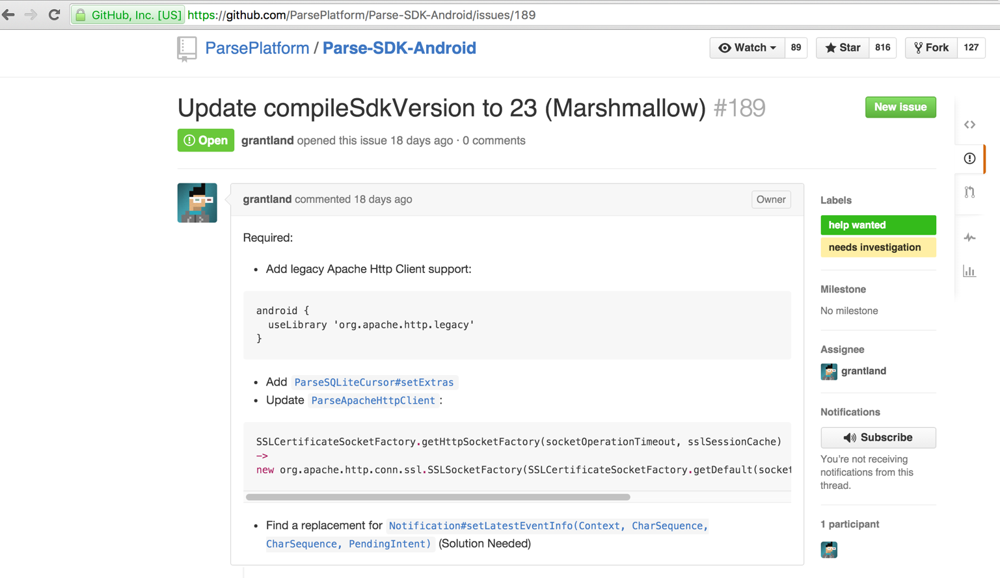 GitHub, Inc. [US] https://github.com/ParsePlatform/Parse-SDK-Android/issues/189
ParsePlatform / Parse-SDK-Android
Watch 89 Star 816 Fork 127
Update compileSdkVersion to 23 (Marshmallow) #189
New issue
Open grantland opened this issue 18 days ago · 0 comments
grantland commented 18 days ago
Owner
Required:
• Add legacy Apache Http Client support:
android {
  useLibrary 'org.apache.http.legacy'
}
• Add ParseSQLiteCursor#setExtras
• Update ParseApacheHttpClient:
SSLCertificateSocketFactory.getHttpSocketFactory(socketOperationTimeout, sslSessionCache)
->
new org.apache.http.conn.ssl.SSLSocketFactory(SSLCertificateSocketFactory.getDefault(socket
• Find a replacement for Notification#setLatestEventInfo(Context, CharSequence,
CharSequence, PendingIntent) (Solution Needed)
Labels
help wanted
needs investigation
Milestone
No milestone
Assignee
grantland
Notifications
Subscribe
You’re not receiving
notifications from this
thread.
1 participant